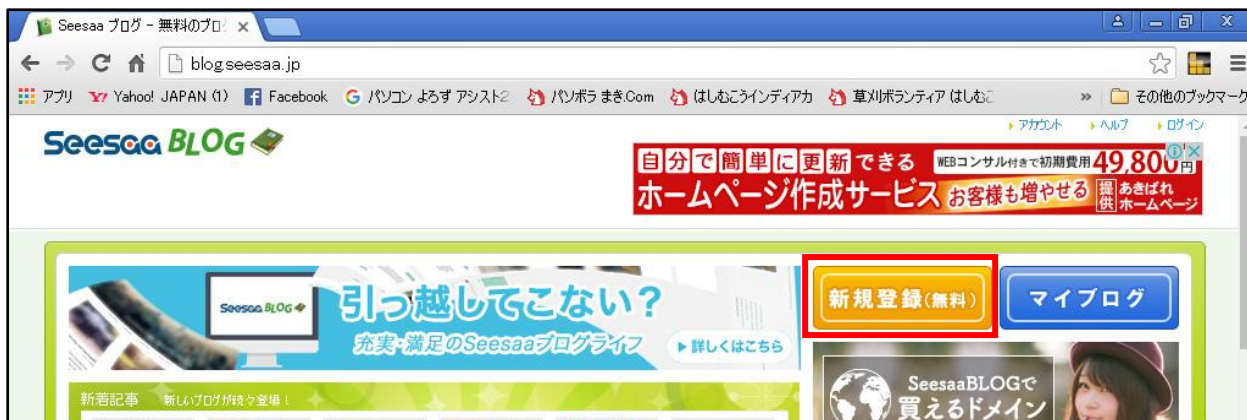 Seesaa ブログ - 無料のブロ
blog.seesaa.jp
アプリ Yahoo! JAPAN (1) Facebook パソコン よろず アシスト2 パソボラ まき.Com はしむこうインディアカ 草刈ボランティア はしむこ » その他のブックマーク
アカウント ヘルプ ログイン
Seesaa BLOG
自分で簡単に更新できる WEBコンサル付きで初期費用49,800円
ホームページ作成サービス お客様も増やせる 提供 あきばれホームページ
Seesaa BLOG
引っ越してこない?
充実・満足のSeesaaブログライフ ▶詳しくはこちら
新規登録(無料) マイブログ
新着記事 新しいブログが続々登場!
SeesaaBLOGで
買えるドメイン